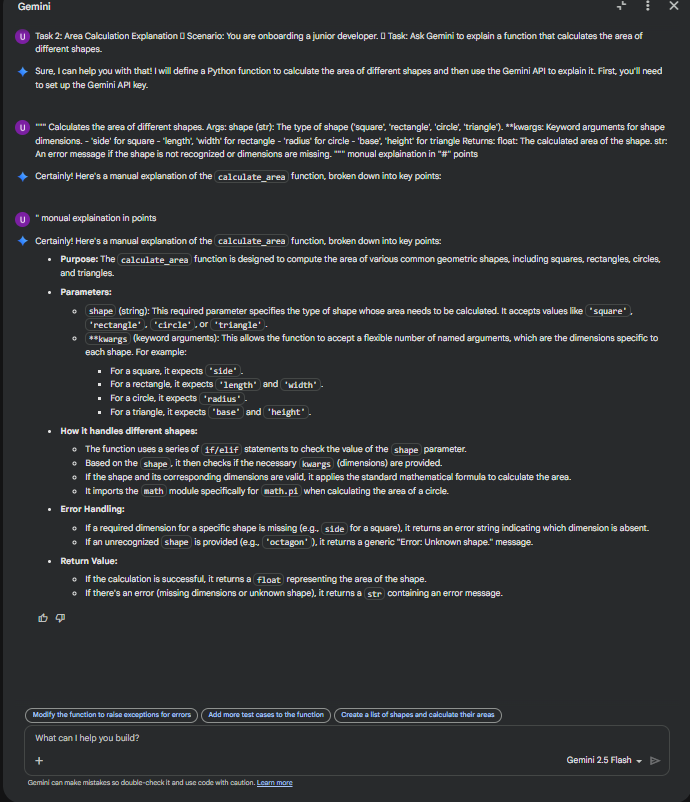 Gemini
U
Task 2: Area Calculation Explanation  Scenario: You are onboarding a junior developer.  Task: Ask Gemini to explain a function that calculates the area of
different shapes.
Sure, I can help you with that! I will define a Python function to calculate the area of different shapes and then use the Gemini API to explain it. First, you'll need
to set up the Gemini API key.
U
""" Calculates the area of different shapes. Args: shape (str): The type of shape ('square', 'rectangle', 'circle', 'triangle'). **kwargs: Keyword arguments for shape
dimensions. - 'side' for square - 'length', 'width' for rectangle - 'radius' for circle - 'base', 'height' for triangle Returns: float: The calculated area of the shape. str:
An error message if the shape is not recognized or dimensions are missing. """ monual explaination in "#" points
Certainly! Here's a manual explanation of the calculate_area function, broken down into key points:
U
" monual explaination in points
Certainly! Here's a manual explanation of the calculate_area function, broken down into key points:
• Purpose: The calculate_area function is designed to compute the area of various common geometric shapes, including squares, rectangles, circles,
and triangles.
• Parameters:
◦ shape (string): This required parameter specifies the type of shape whose area needs to be calculated. It accepts values like 'square',
'rectangle', 'circle', or 'triangle'.
◦ **kwargs (keyword arguments): This allows the function to accept a flexible number of named arguments, which are the dimensions specific to
each shape. For example:
▪ For a square, it expects 'side'.
▪ For a rectangle, it expects 'length' and 'width'.
▪ For a circle, it expects 'radius'.
▪ For a triangle, it expects 'base' and 'height'.
• How it handles different shapes:
◦ The function uses a series of if/elif statements to check the value of the shape parameter.
◦ Based on the shape, it then checks if the necessary kwargs (dimensions) are provided.
◦ If the shape and its corresponding dimensions are valid, it applies the standard mathematical formula to calculate the area.
◦ It imports the math module specifically for math.pi when calculating the area of a circle.
• Error Handling:
◦ If a required dimension for a specific shape is missing (e.g., side for a square), it returns an error string indicating which dimension is absent.
◦ If an unrecognized shape is provided (e.g., 'octagon'), it returns a generic "Error: Unknown shape." message.
• Return Value:
◦ If the calculation is successful, it returns a float representing the area of the shape.
◦ If there's an error (missing dimensions or unknown shape), it returns a str containing an error message.
Modify the function to raise exceptions for errors
Add more test cases to the function
Create a list of shapes and calculate their areas
What can I help you build?
Gemini 2.5 Flash
Gemini can make mistakes so double-check it and use code with caution. Learn more